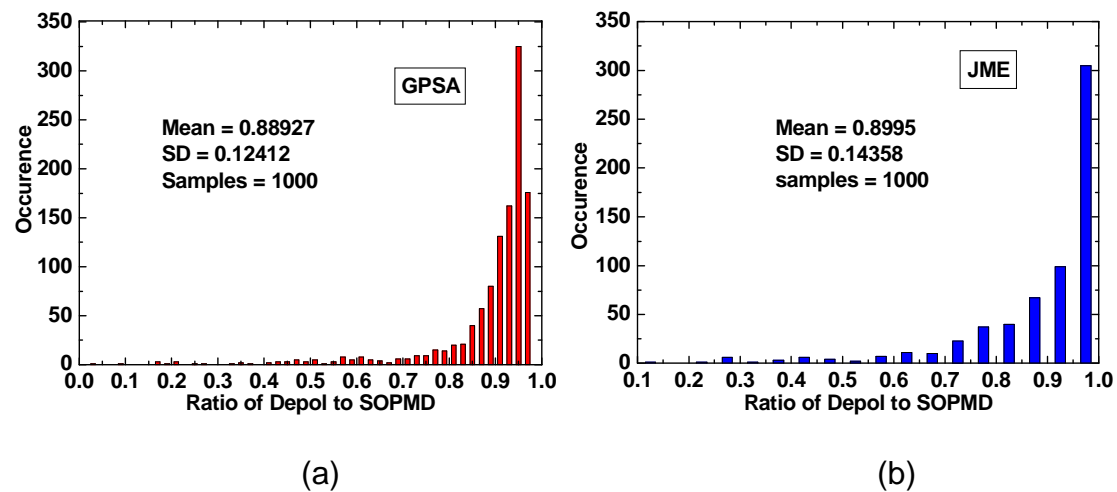 350
300
250
200
150
100
50
0
Occurence
GPSA
Mean = 0.88927
SD = 0.12412
Samples = 1000
0.0 0.1 0.2 0.3 0.4 0.5 0.6 0.7 0.8 0.9 1.0
Ratio of Depol to SOPMD
(a)
350
300
250
200
150
100
50
0
Occurence
JME
Mean = 0.8995
SD = 0.14358
samples = 1000
0.1 0.2 0.3 0.4 0.5 0.6 0.7 0.8 0.9 1.0
Ratio of Depol to SOPMD
(b)